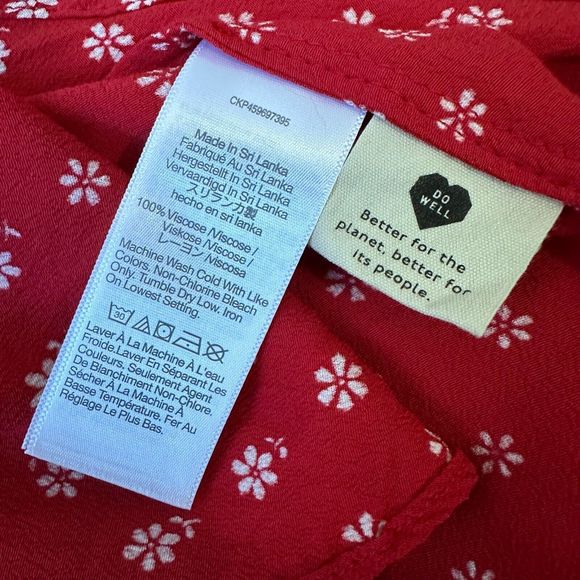 CKP459697395
Made In Sri Lanka
Fabriqué Au Sri Lanka
Hergestellt In Sri Lanka
Vervaardigd In Sri Lanka
スリランカ製
hecho en sri lanka
100% Viscose /Viscose /
Viskose /Viscose /
レーヨン /Viscosa
Machine Wash Cold With Like
Colors. Non-Chlorine Bleach
Only. Tumble Dry Low. Iron
On Lowest Setting.
30
Laver À La Machine À L'eau
Froide.Laver En Séparant Les
Couleurs. Seulement Agent
De Blanchiment Non-Chlore.
Sécher À La Machine À
Basse Température. Fer Au
Réglage Le Plus Bas.
DO
WELL
Better for the
planet, better for
its people.